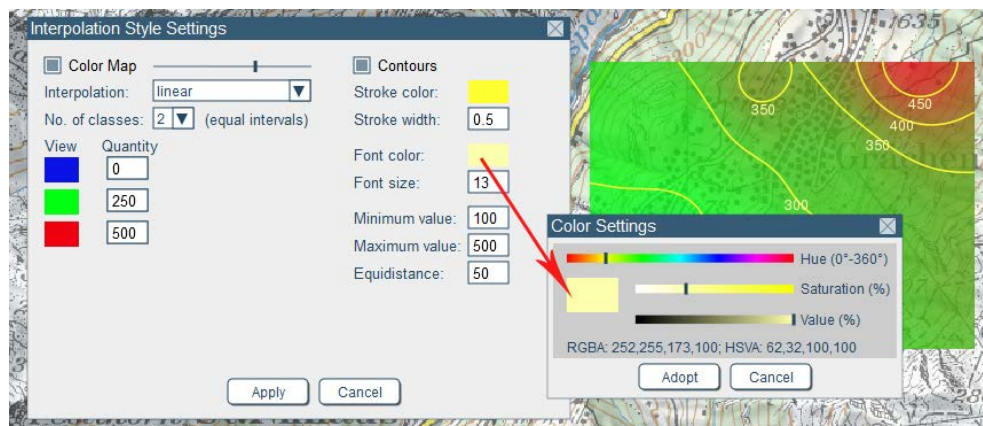 Interpolation Style Settings
Color Map
Interpolation: linear
No. of classes: 2 (equal intervals)
View Quantity
0
250
500
Contours
Stroke color:
Stroke width: 0.5
Font color:
Font size: 13
Minimum value: 100
Maximum value: 500
Equidistance: 50
Apply Cancel
1635
350
450
400
350
300
Color Settings
Hue (0°-360°)
Saturation (%)
Value (%)
RGBA: 252,255,173,100; HSVA: 62,32,100,100
Adopt Cancel